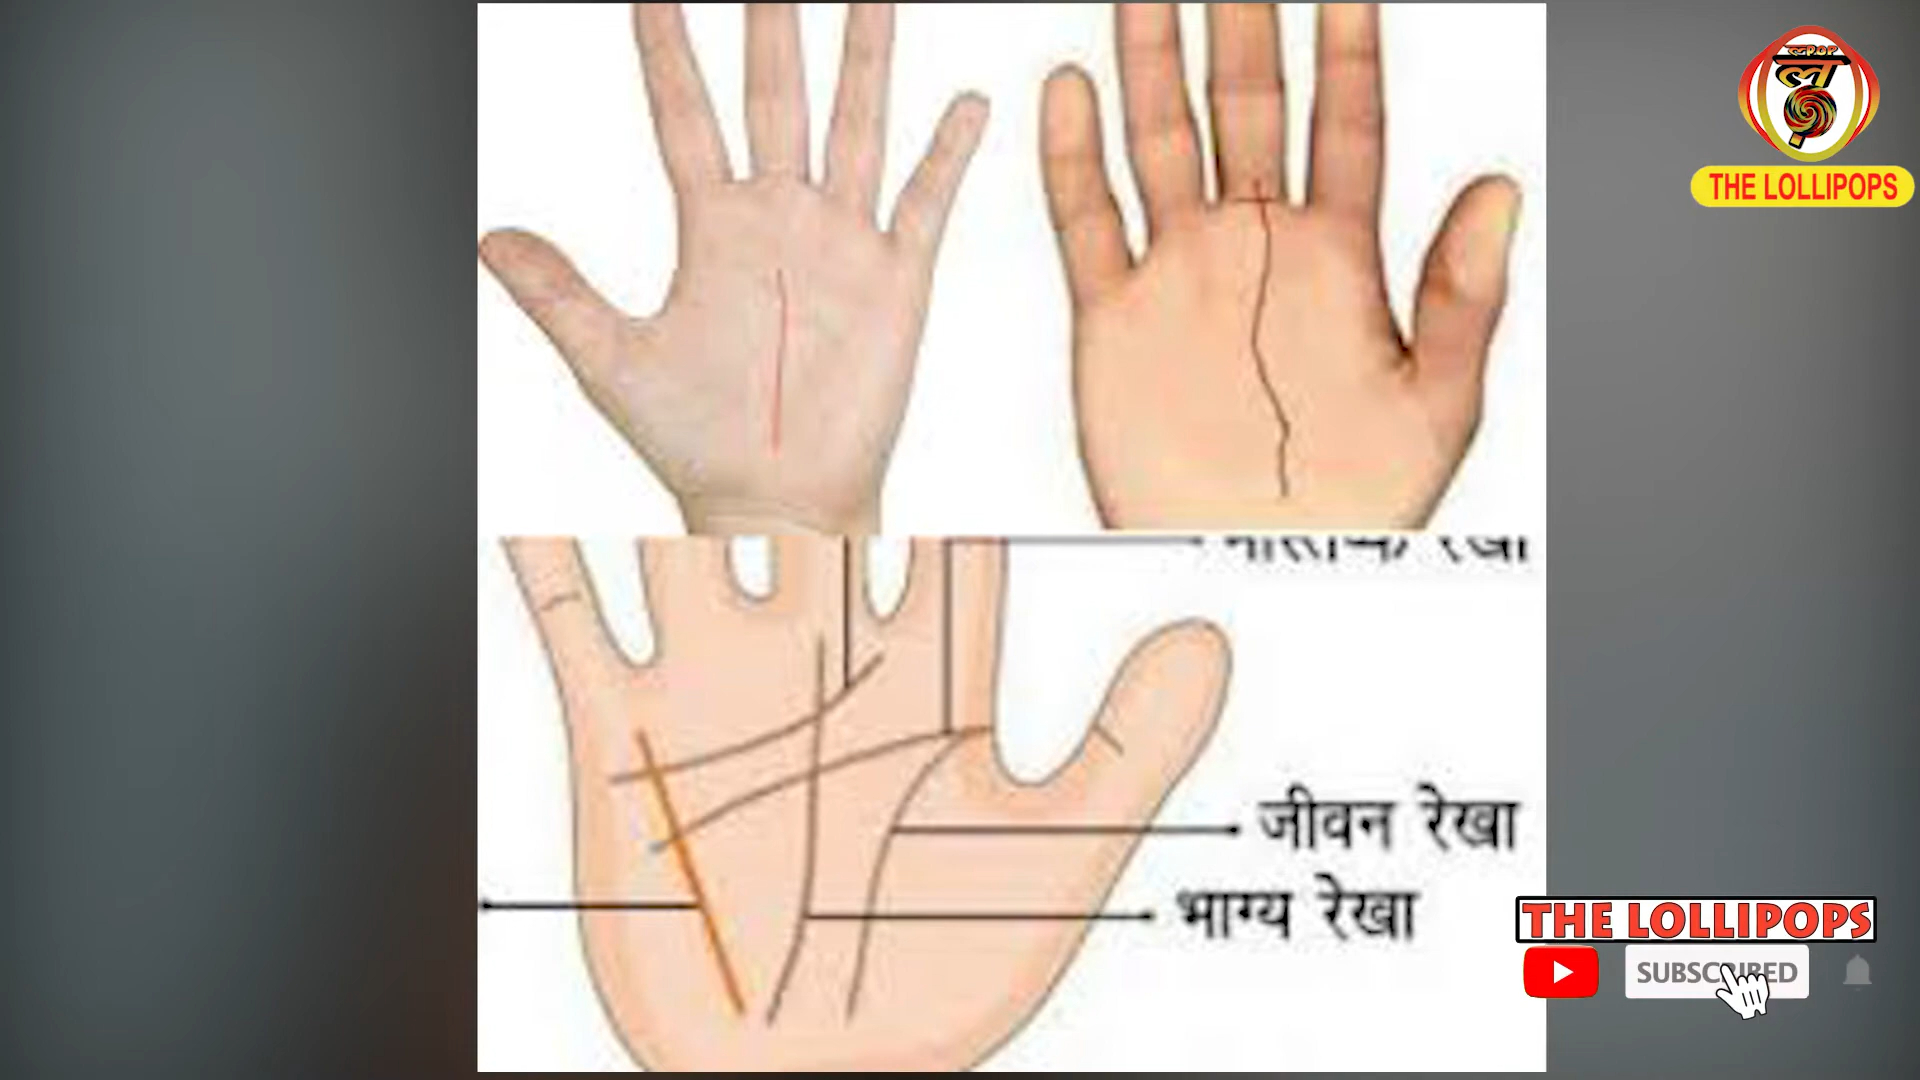 THE LOLLIPOPS
रेखा
जीवन रेखा
भाग्य रेखा
THE LOLLIPOPS
SUBSCRIBED